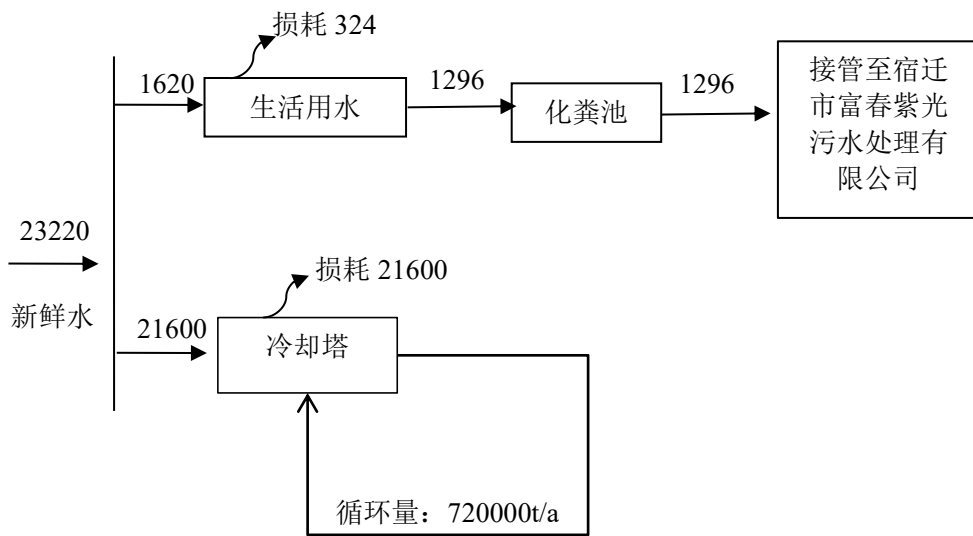 损耗 324
1620
生活用水
1296
化粪池
1296
接管至宿迁
市富春紫光
污水处理有
限公司
23220
新鲜水
损耗 21600
21600
冷却塔
循环量：720000t/a